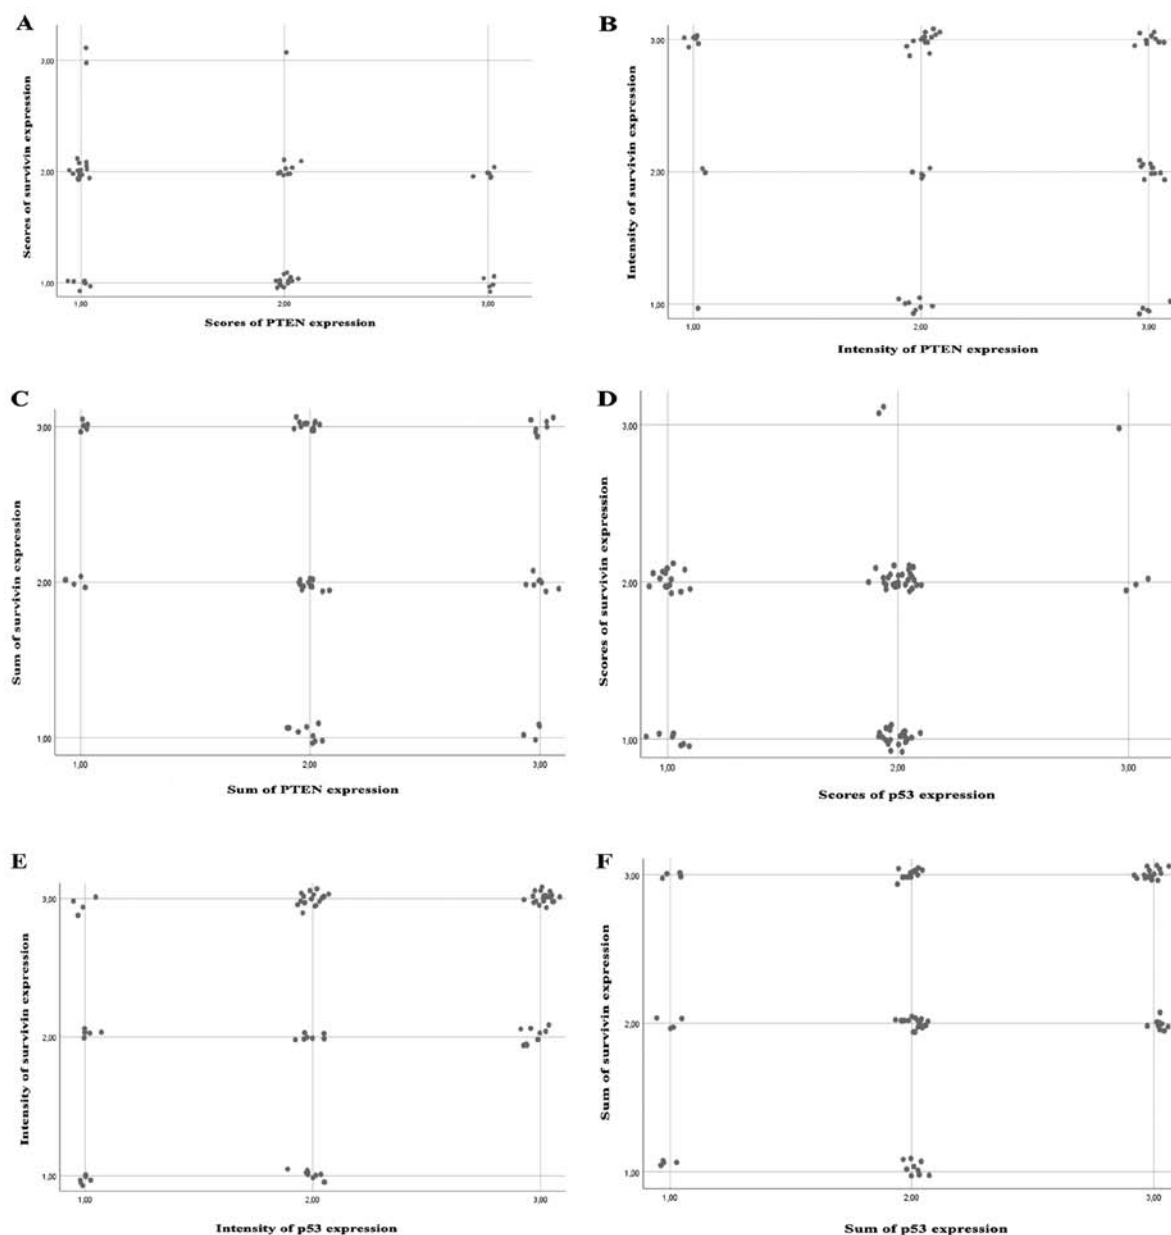 A
Scores of survivin expression
3,00
2,00
1,00
1,00 2,00 3,00
Scores of PTEN expression
B
Intensity of survivin expression
3,00
2,00
1,00
1,00 2,00 3,00
Intensity of PTEN expression
C
Sum of survivin expression
3,00
2,00
1,00
1,00 2,00 3,00
Sum of PTEN expression
D
Scores of survivin expression
3,00
2,00
1,00
1,00 2,00 3,00
Scores of p53 expression
E
Intensity of survivin expression
3,00
2,00
1,00
1,00 2,00 3,00
Intensity of p53 expression
F
Sum of survivin expression
3,00
2,00
1,00
1,00 2,00 3,00
Sum of p53 expression